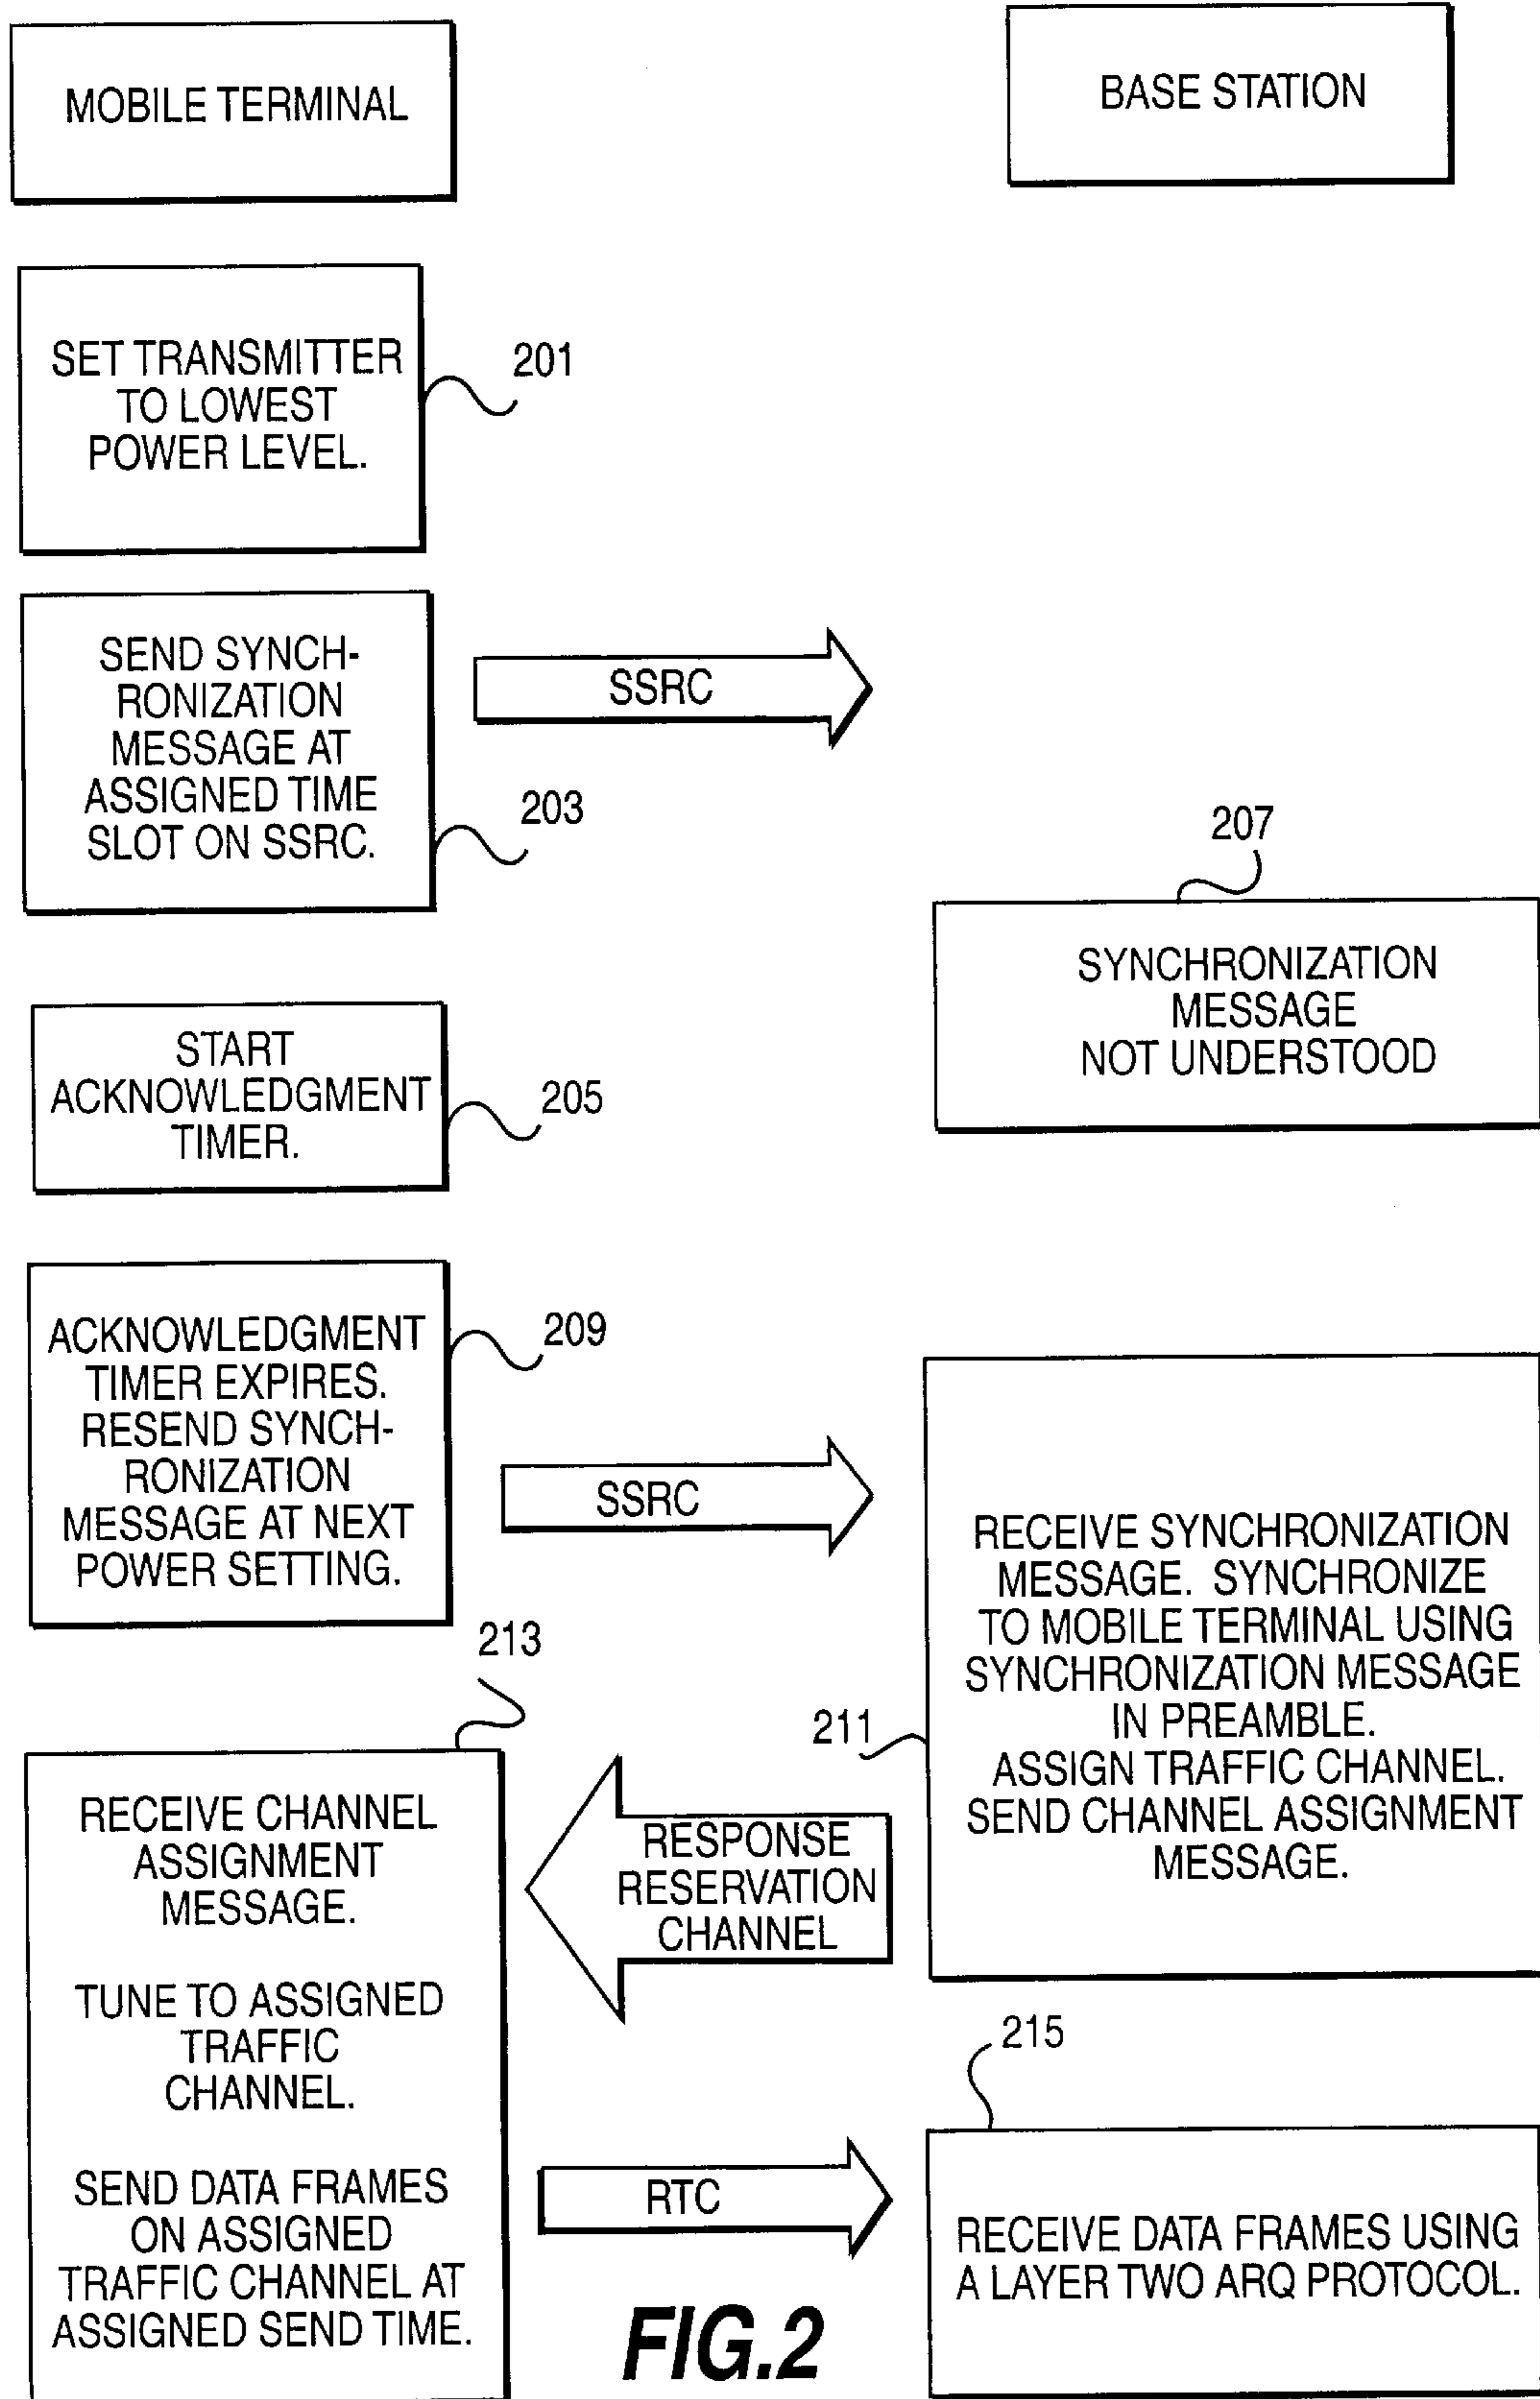 MOBILE TERMINAL
BASE STATION
SET TRANSMITTER
TO LOWEST
POWER LEVEL.
201
SEND SYNCH-
RONIZATION
MESSAGE AT
ASSIGNED TIME
SLOT ON SSRC.
203
SSRC
207
SYNCHRONIZATION
MESSAGE
NOT UNDERSTOOD
START
ACKNOWLEDGMENT
TIMER.
205
ACKNOWLEDGMENT
TIMER EXPIRES.
RESEND SYNCH-
RONIZATION
MESSAGE AT NEXT
POWER SETTING.
209
SSRC
RECEIVE SYNCHRONIZATION
MESSAGE. SYNCHRONIZE
TO MOBILE TERMINAL USING
SYNCHRONIZATION MESSAGE
IN PREAMBLE.
ASSIGN TRAFFIC CHANNEL.
SEND CHANNEL ASSIGNMENT
MESSAGE.
211
213
RESPONSE
RESERVATION
CHANNEL
RECEIVE CHANNEL
ASSIGNMENT
MESSAGE.
TUNE TO ASSIGNED
TRAFFIC
CHANNEL.
SEND DATA FRAMES
ON ASSIGNED
TRAFFIC CHANNEL AT
ASSIGNED SEND TIME.
RTC
215
RECEIVE DATA FRAMES USING
A LAYER TWO ARQ PROTOCOL.
FIG.2